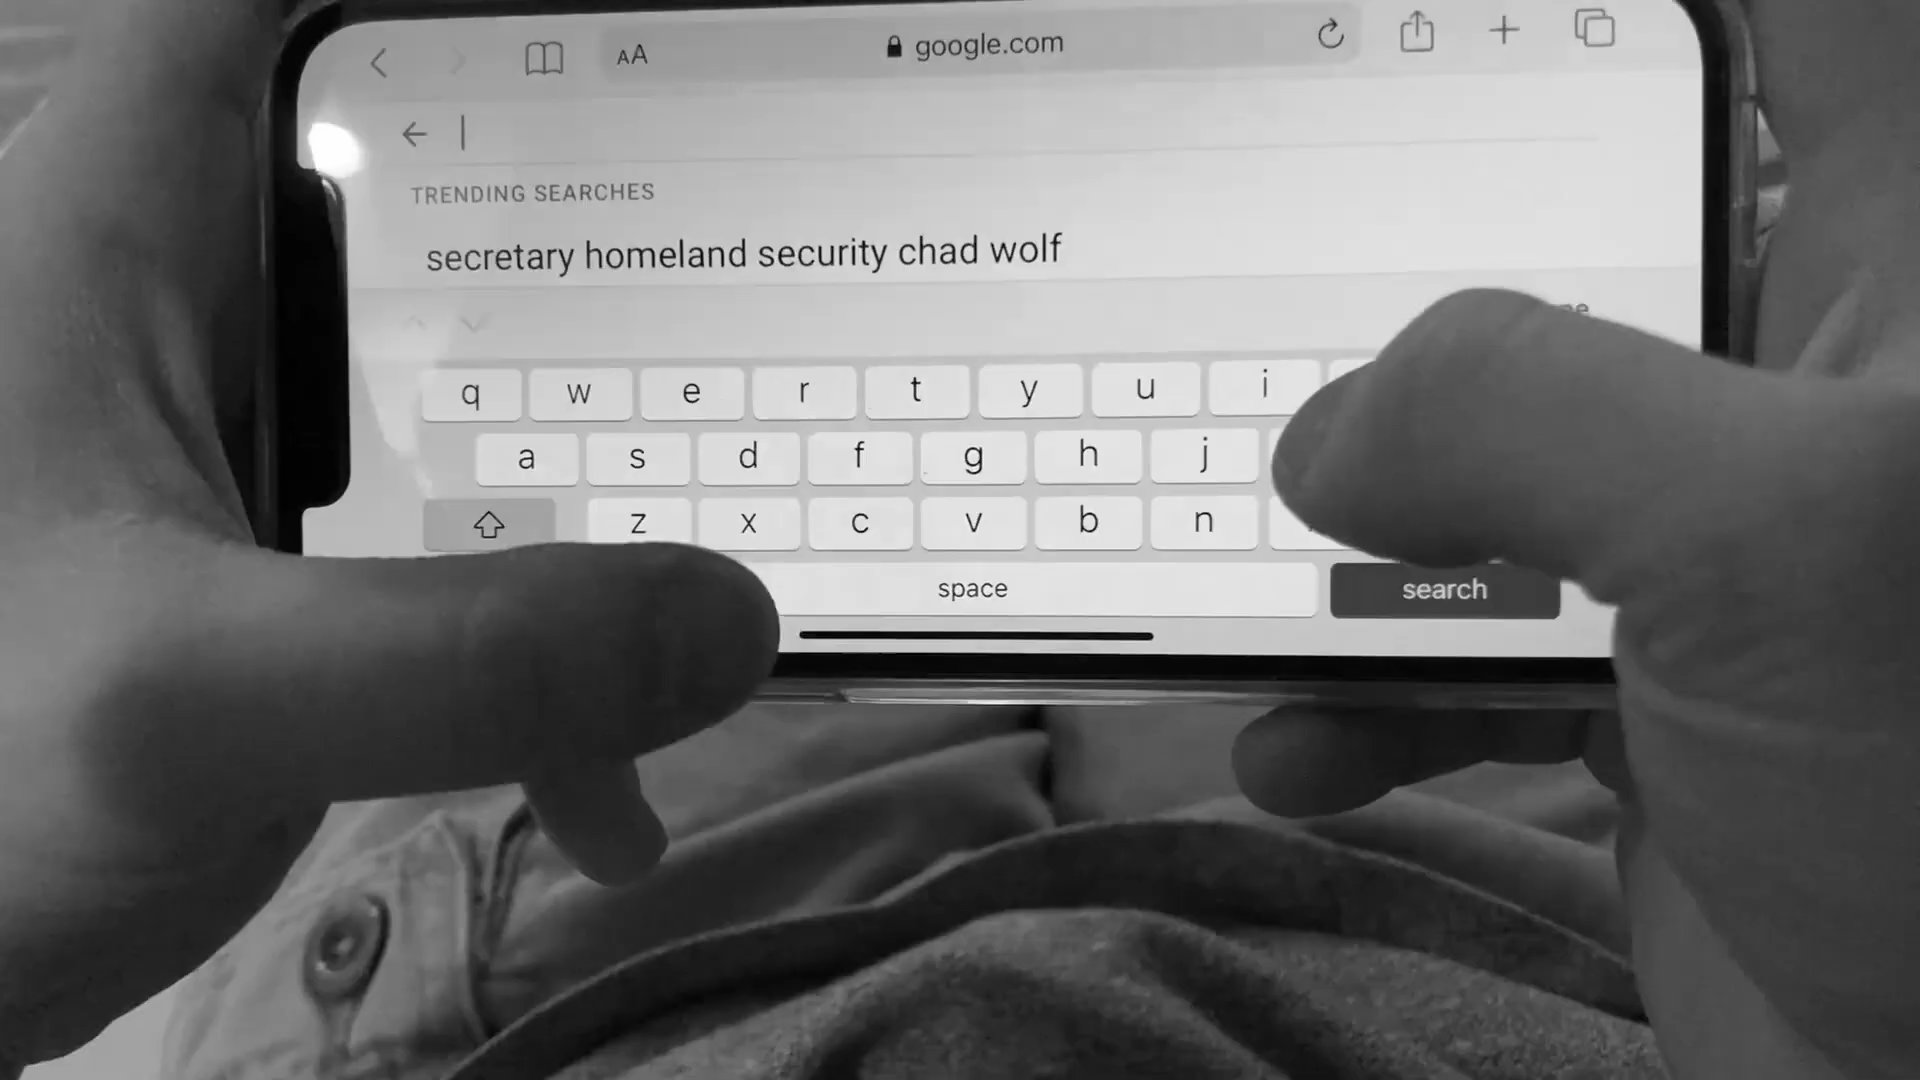 AA google.com
TRENDING SEARCHES
secretary homeland security chad wolf
q w e r t y u i
a s d f g h j
z x c v b n
space search